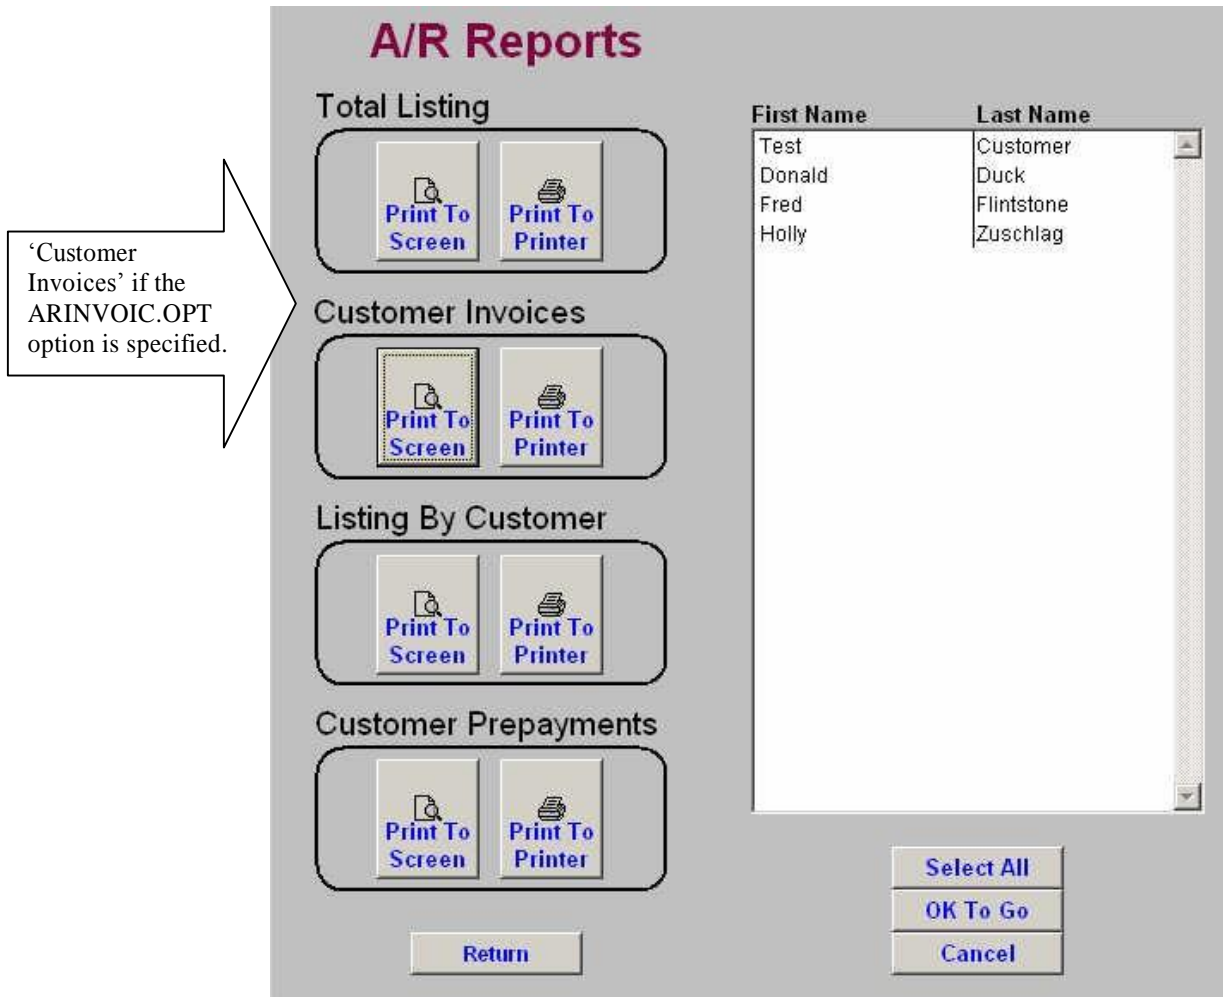 A/R Reports
Total Listing
Print To
Screen
Print To
Printer
‘Customer
Invoices’ if the
ARINVOIC.OPT
option is specified.
Customer Invoices
Print To
Screen
Print To
Printer
Listing By Customer
Print To
Screen
Print To
Printer
Customer Prepayments
Print To
Screen
Print To
Printer
Return
First Name Last Name
Test Customer
Donald Duck
Fred Flintstone
Holly Zuschlag
Select All
OK To Go
Cancel